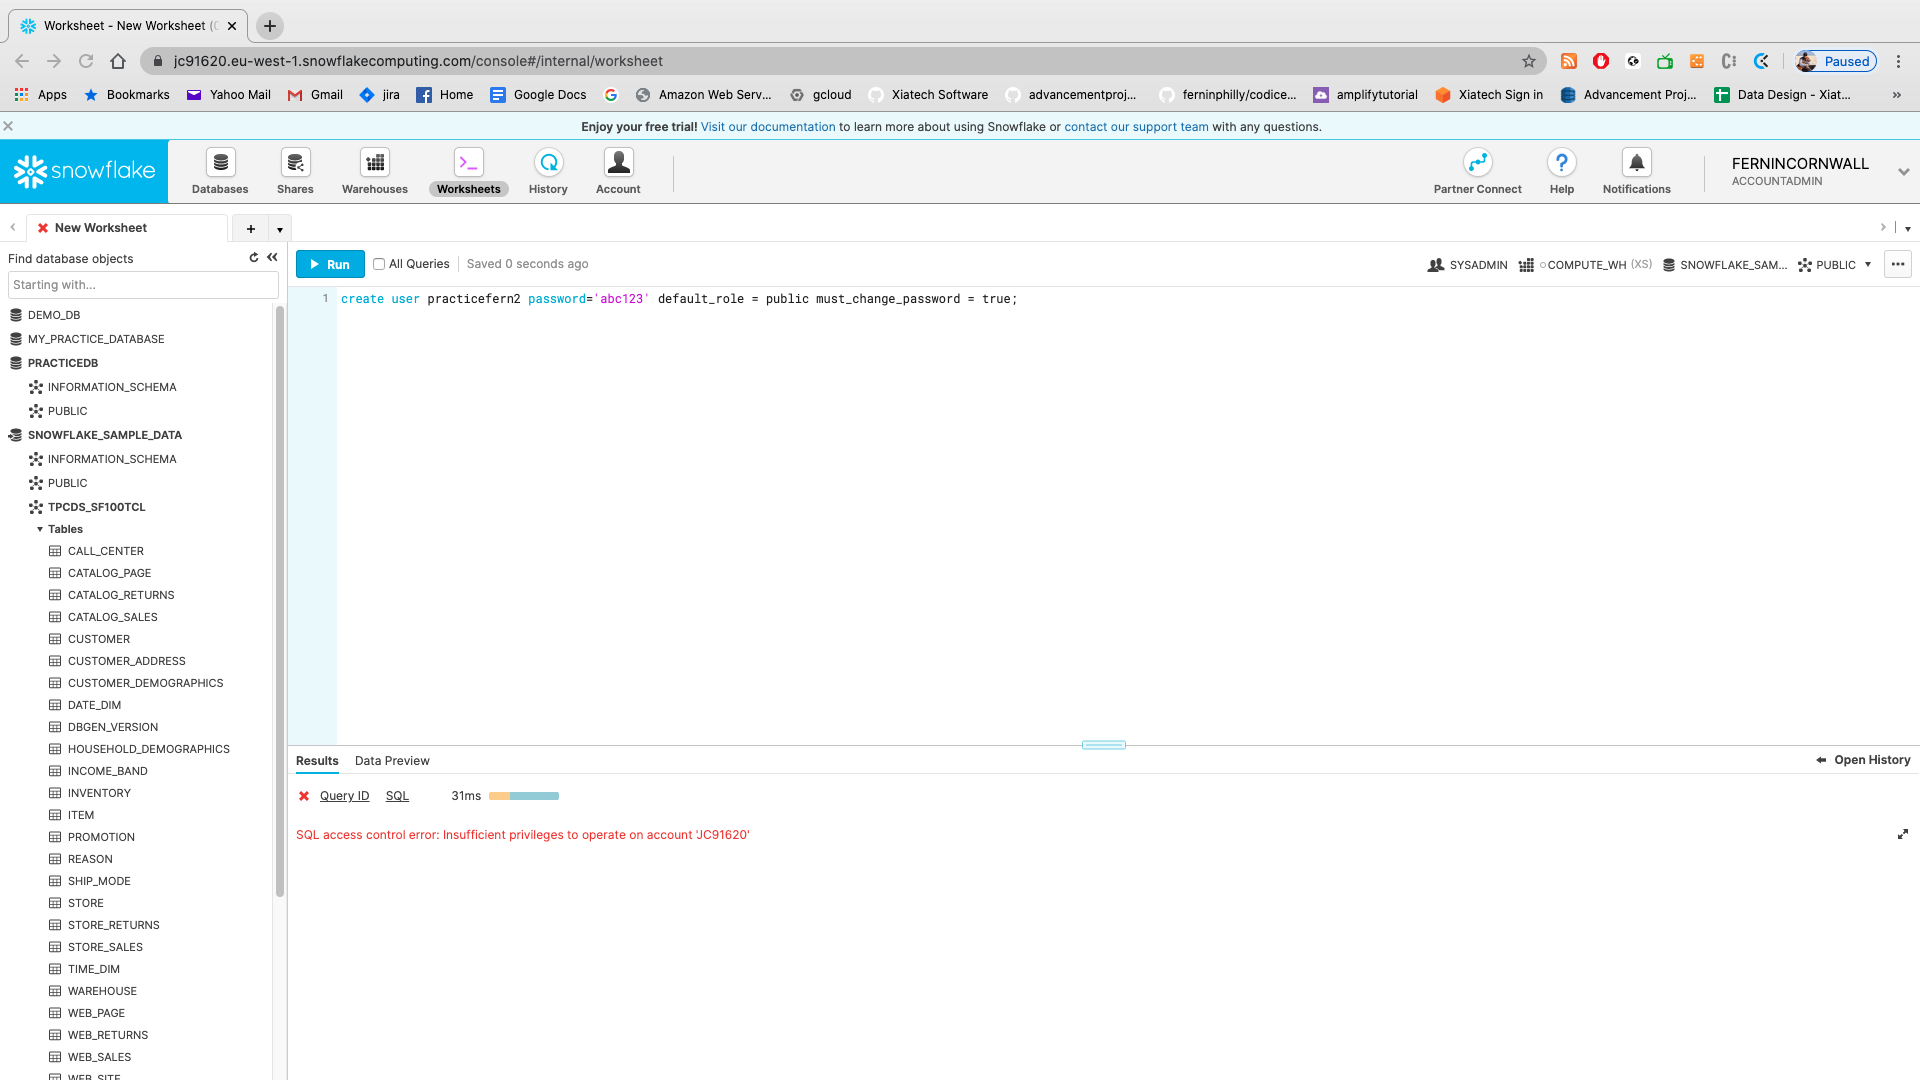 Worksheet - New Worksheet (
jc91620.eu-west-1.snowflakecomputing.com/console#/internal/worksheet
Paused
Apps Bookmarks Yahoo Mail Gmail jira Home Google Docs Amazon Web Serv... gcloud Xiatech Software advancementproj... ferninphilly/codice... amplifytutorial Xiatech Sign in Advancement Proj... Data Design - Xiat... »
Enjoy your free trial! Visit our documentation to learn more about using Snowflake or contact our support team with any questions.
snowflake
Databases Shares Warehouses Worksheets History Account
Partner Connect Help Notifications
FERNINCORNWALL
ACCOUNTADMIN
New Worksheet
Find database objects
Starting with...
Run All Queries Saved 0 seconds ago
SYSADMIN COMPUTE_WH (XS) SNOWFLAKE_SAM... PUBLIC
1 create user practicefern2 password='abc123' default_role = public must_change_password = true;
DEMO_DB
MY_PRACTICE_DATABASE
PRACTICEDB
INFORMATION_SCHEMA
PUBLIC
SNOWFLAKE_SAMPLE_DATA
INFORMATION_SCHEMA
PUBLIC
TPCDS_SF100TCL
Tables
CALL_CENTER
CATALOG_PAGE
CATALOG_RETURNS
CATALOG_SALES
CUSTOMER
CUSTOMER_ADDRESS
CUSTOMER_DEMOGRAPHICS
DATE_DIM
DBGEN_VERSION
HOUSEHOLD_DEMOGRAPHICS
INCOME_BAND
INVENTORY
ITEM
PROMOTION
REASON
SHIP_MODE
STORE
STORE_RETURNS
STORE_SALES
TIME_DIM
WAREHOUSE
WEB_PAGE
WEB_RETURNS
WEB_SALES
WEB_SITE
Results Data Preview
Open History
Query ID SQL 31ms
SQL access control error: Insufficient privileges to operate on account 'JC91620'